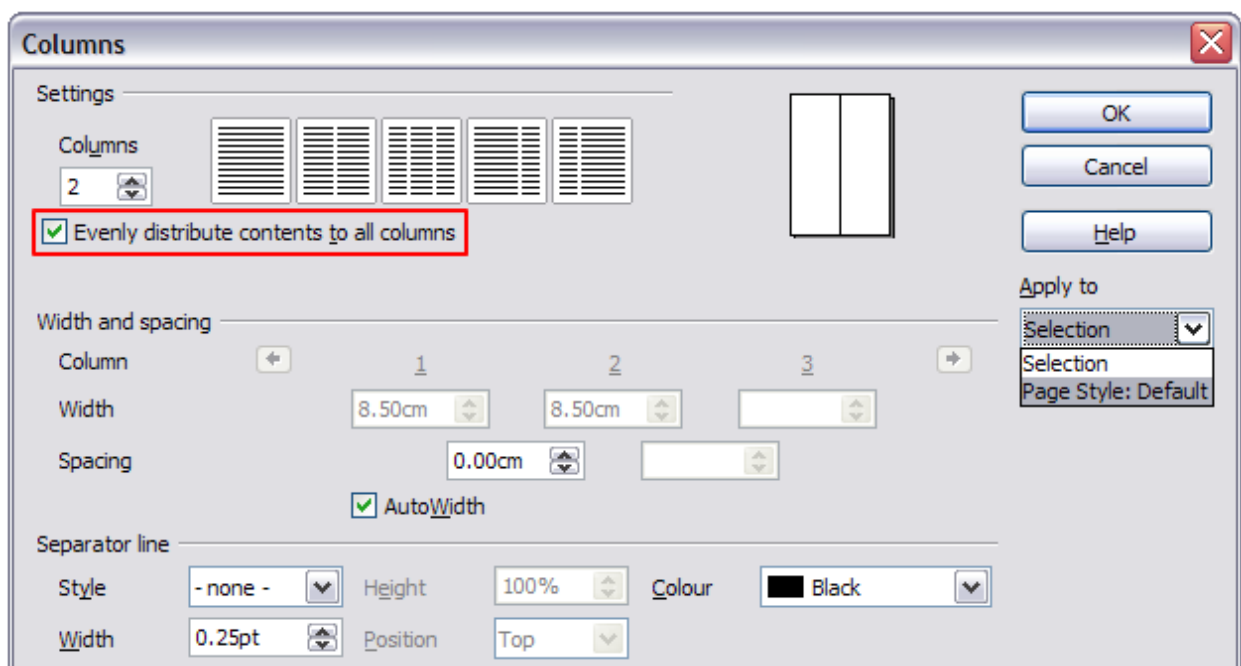 Columns
Settings
Columns
2
Evenly distribute contents to all columns
OK
Cancel
Help
Apply to
Selection
Selection
Page Style: Default
Width and spacing
Column 1 2 3
Width 8.50cm 8.50cm
Spacing 0.00cm
AutoWidth
Separator line
Style - none - Height 100% Colour Black
Width 0.25pt Position Top